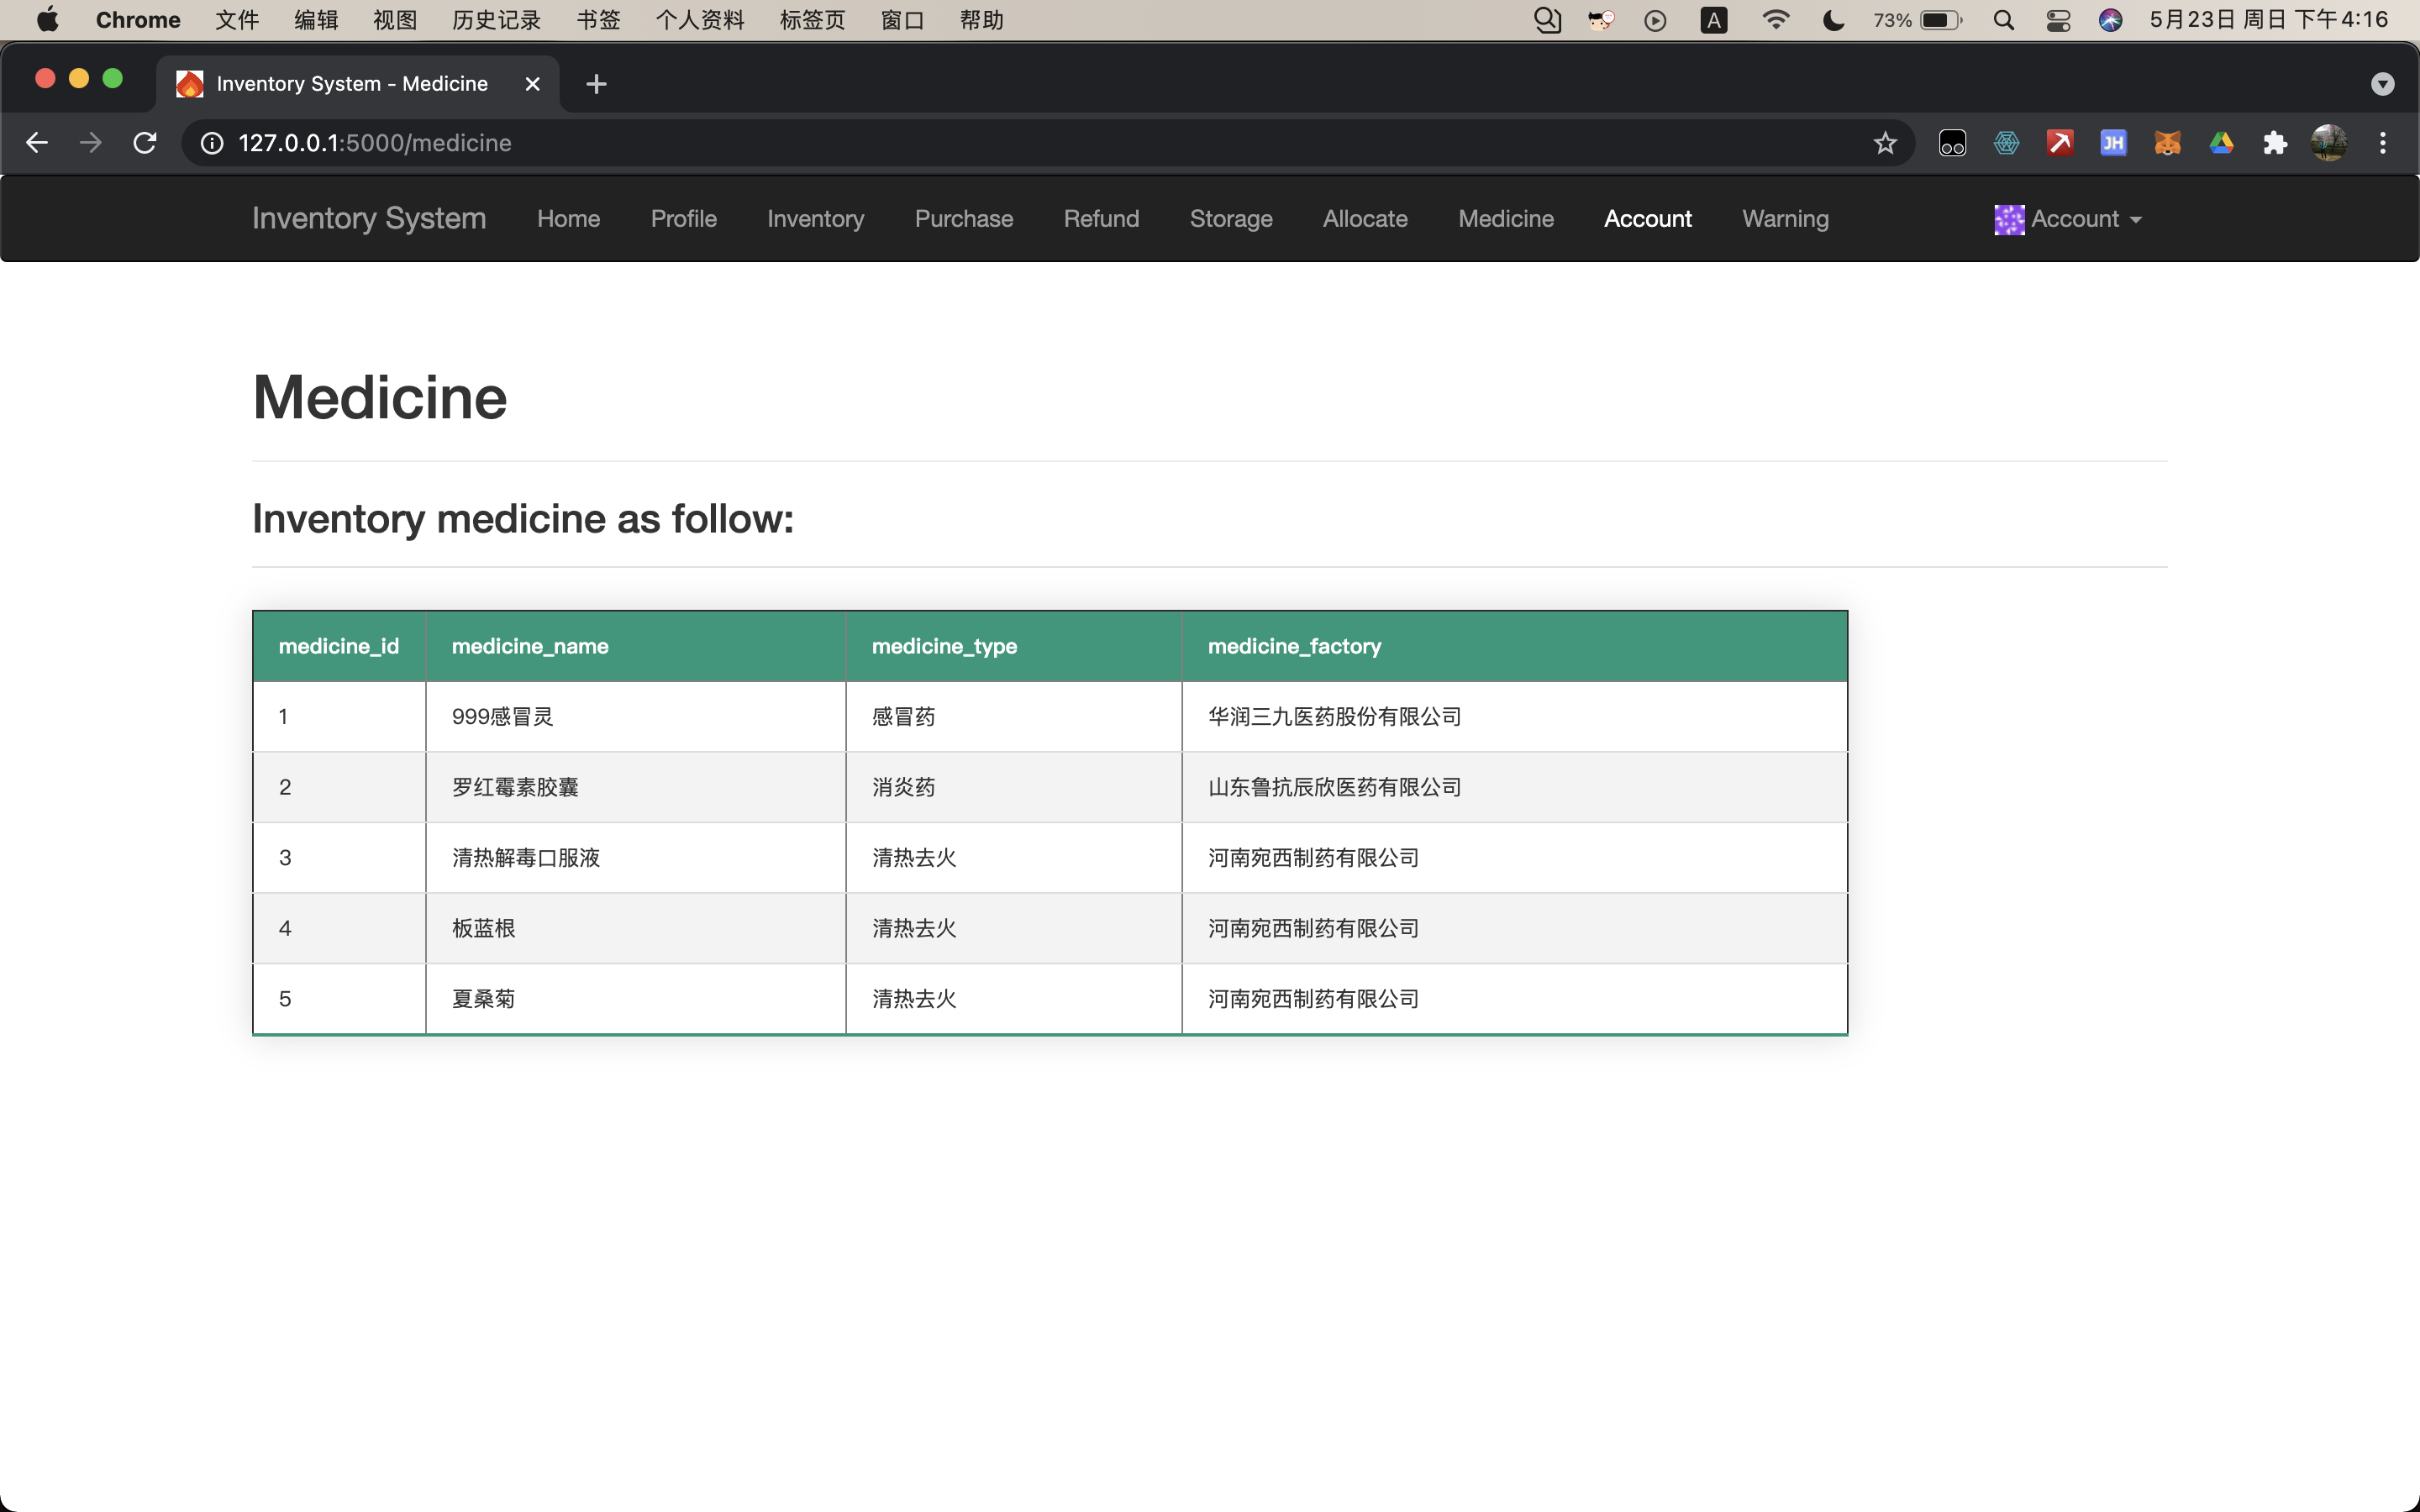 Chrome 文件 编辑 视图 历史记录 书签 个人资料 标签页 窗口 帮助 A 73% 5月23日 周日 下午4:16
Inventory System - Medicine
127.0.0.1:5000/medicine JH
Inventory System Home Profile Inventory Purchase Refund Storage Allocate Medicine Account Warning Account
Medicine
Inventory medicine as follow:
medicine_id medicine_name medicine_type medicine_factory
1 999感冒灵 感冒药 华润三九医药股份有限公司
2 罗红霉素胶囊 消炎药 山东鲁抗辰欣医药有限公司
3 清热解毒口服液 清热去火 河南宛西制药有限公司
4 板蓝根 清热去火 河南宛西制药有限公司
5 夏桑菊 清热去火 河南宛西制药有限公司